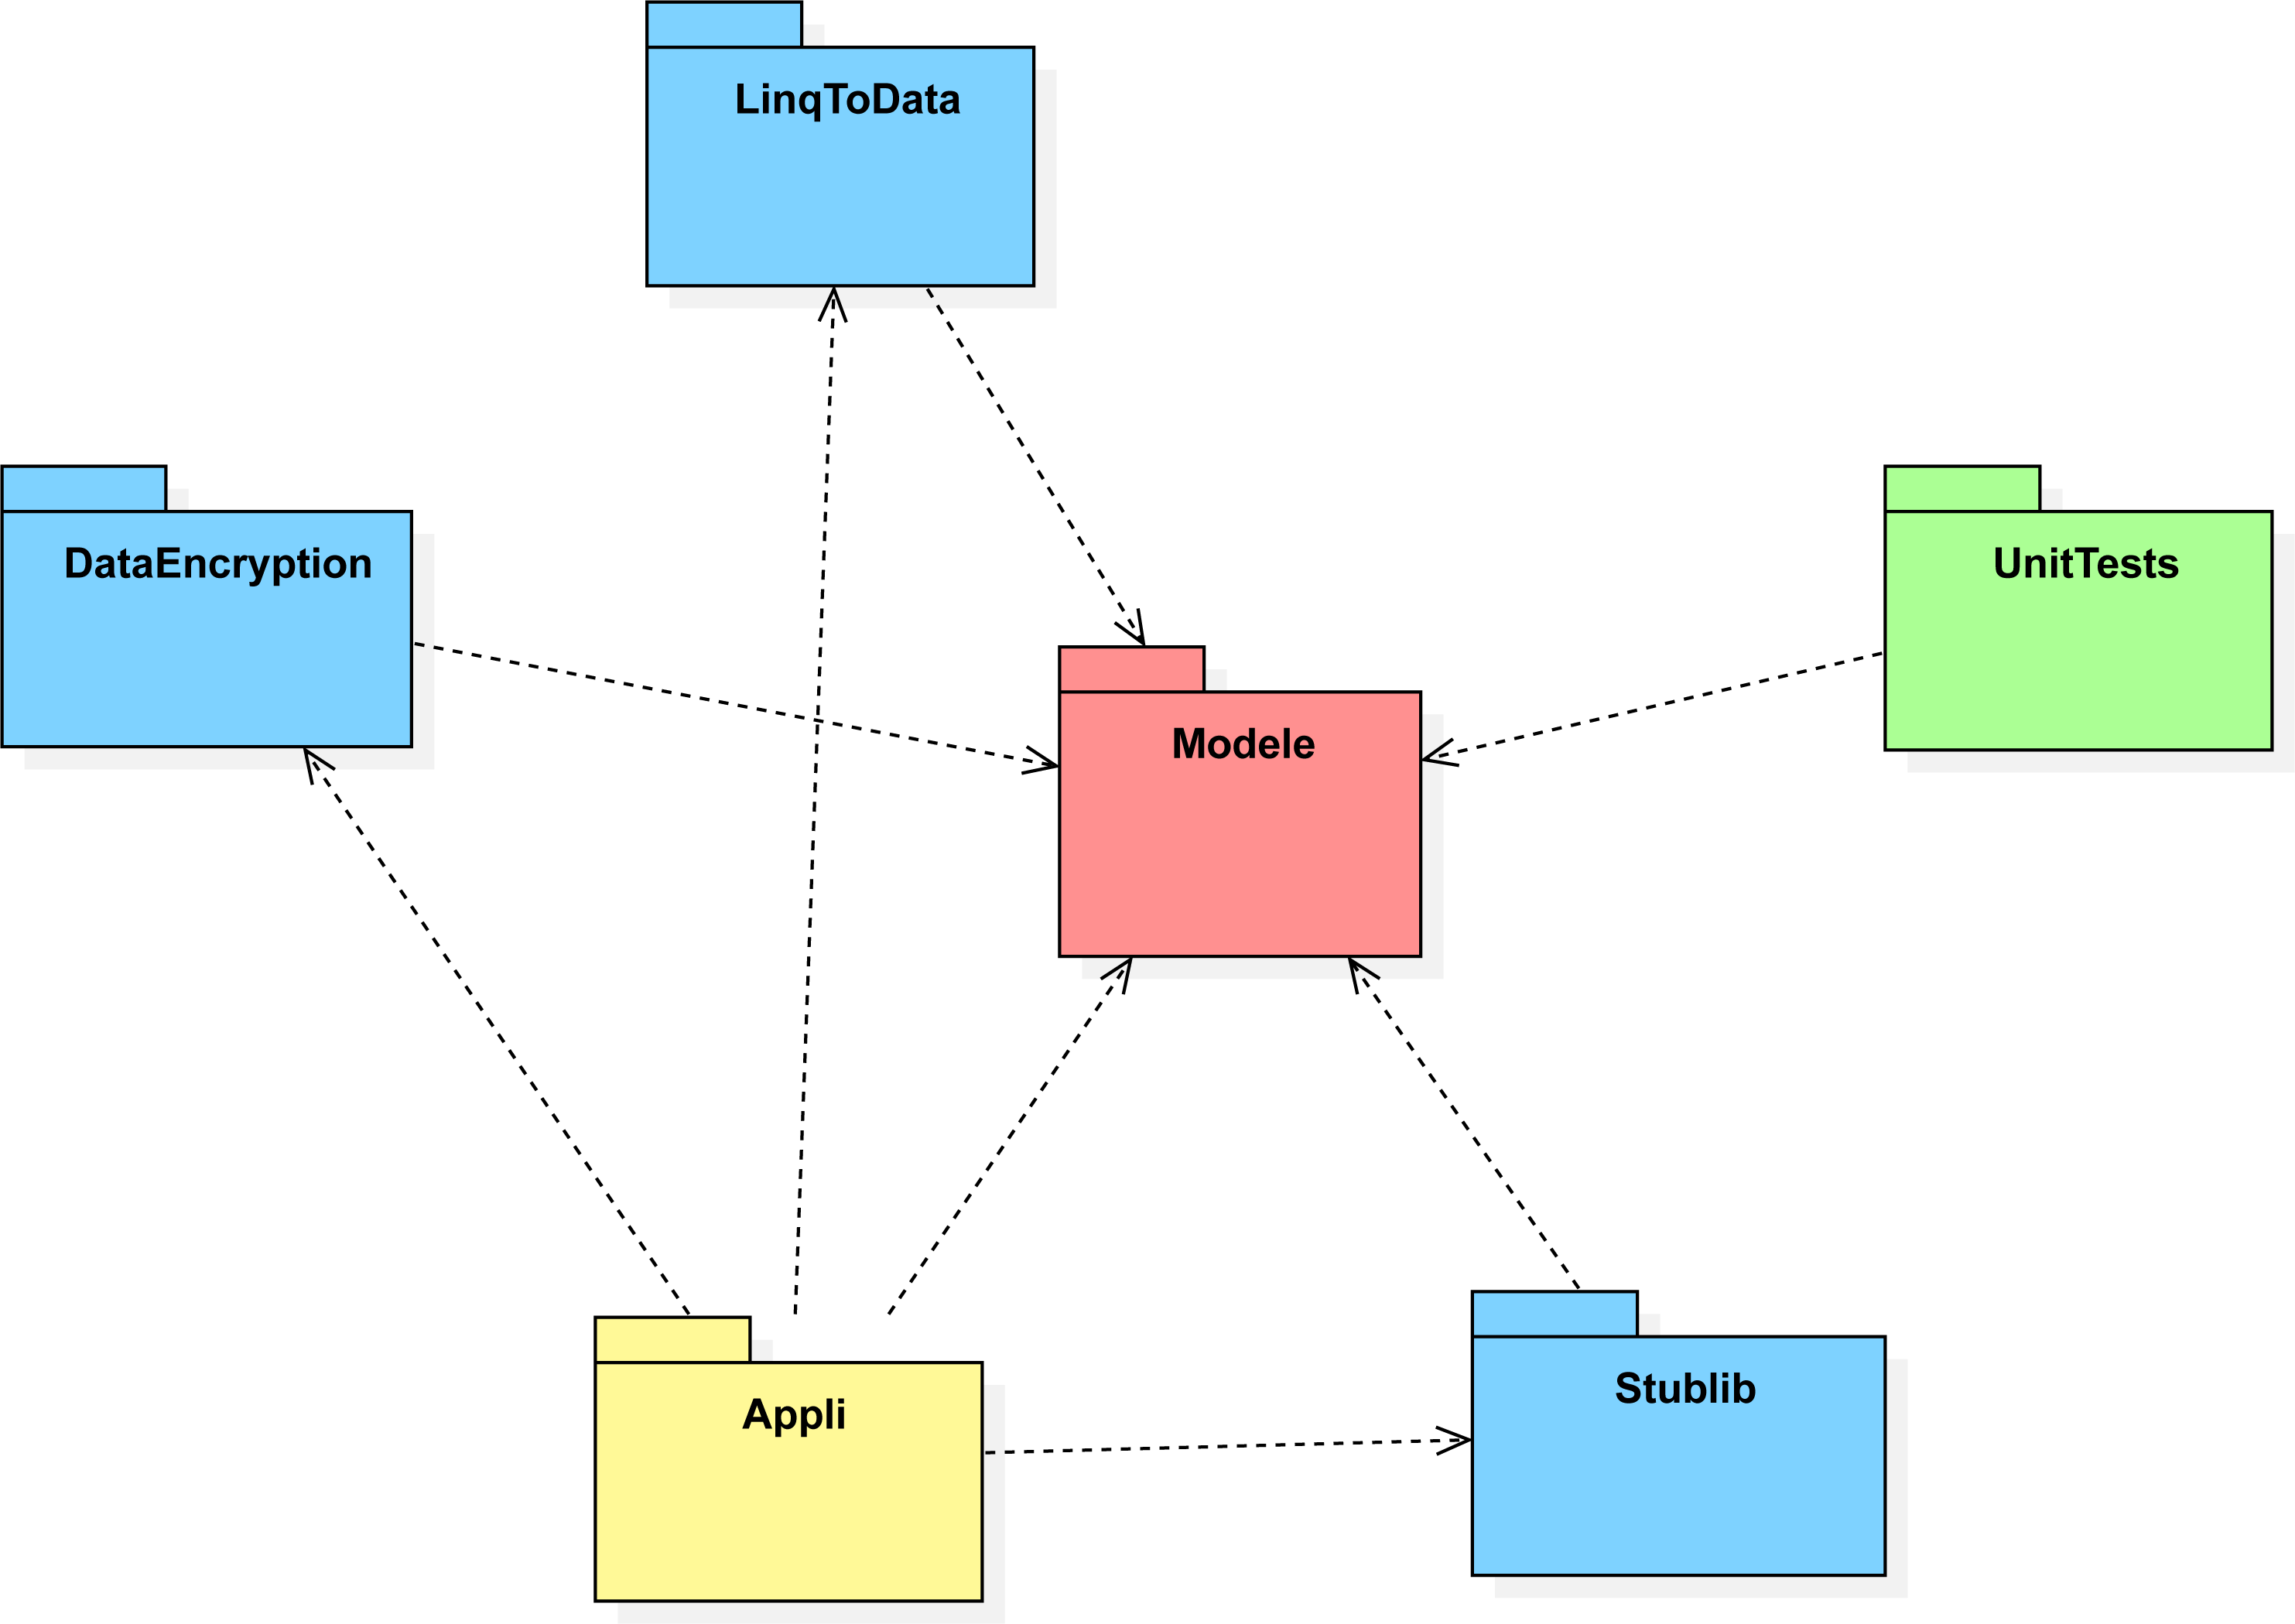 LinqToData
DataEncryption
UnitTests
Modele
Appli
Stublib